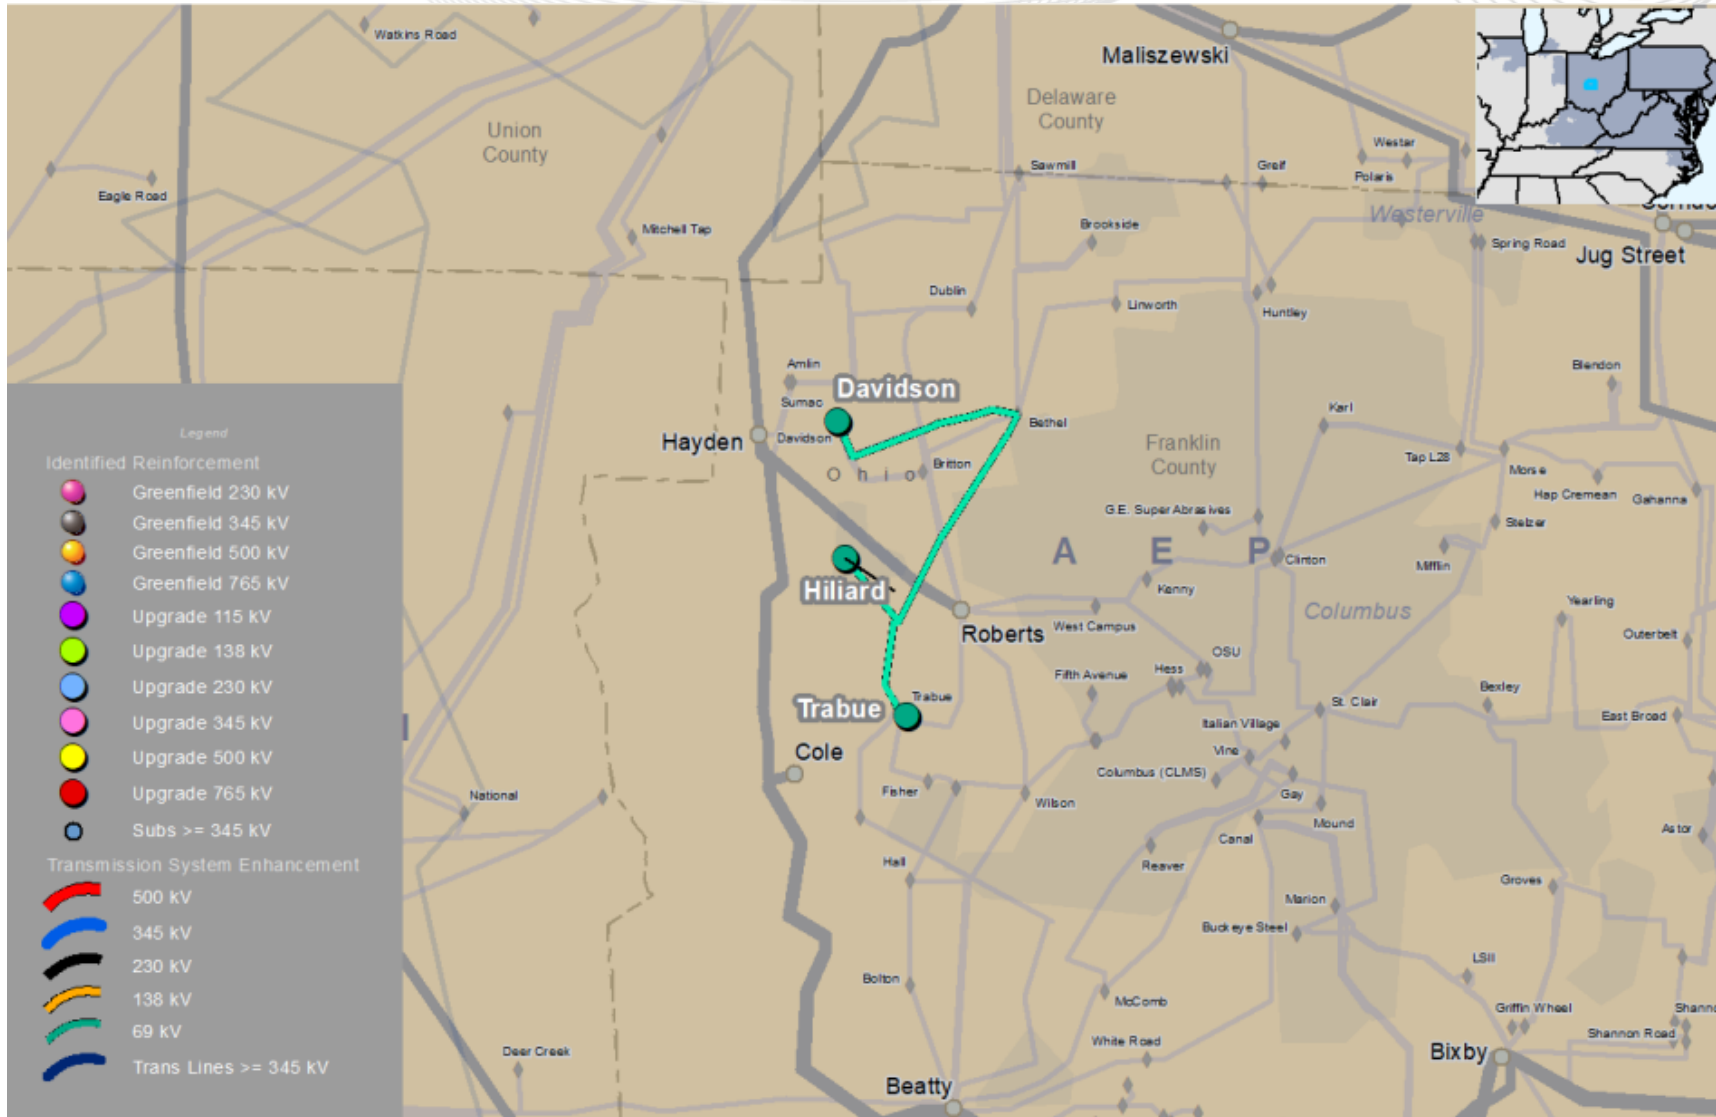 Watkins Road
Maliszewski
Delaware
County
Union
County
Westar
Sawmill
Greif
Polaris
Eagle Road
Westerville
Mitchell Tap
Brookside
Spring Road
Jug Street
Dublin
Linworth
Huntley
Amlin
Blendon
Davidson
Sumac
Karl
Bethel
Hayden
Davidson
Franklin
County
Tap L28
Morse
Britton
Ohio
Hap Cremean
Gahanna
G.E. Super Abrasives
Stelzer
A E P
Clinton
Mifflin
Hiliard
Kenny
Yearling
Columbus
Roberts
West Campus
Outerbelt
OSU
Hess
Fifth Avenue
Bexley
Trabue
Trabue
St. Clair
East Broad
Italian Village
Cole
Vine
Columbus (CLMS)
National
Fisher
Wilson
Gay
Mound
Astor
Canal
Hall
Reaver
Groves
Marion
Buckeye Steel
LSII
Bolton
McComb
Griffin Wheel
Shannon Road
White Road
Deer Creek
Bixby
Beatty
Legend
Identified Reinforcement
Greenfield 230 kV
Greenfield 345 kV
Greenfield 500 kV
Greenfield 765 kV
Upgrade 115 kV
Upgrade 138 kV
Upgrade 230 kV
Upgrade 345 kV
Upgrade 500 kV
Upgrade 765 kV
Subs >= 345 kV
Transmission System Enhancement
500 kV
345 kV
230 kV
138 kV
69 kV
Trans Lines >= 345 kV